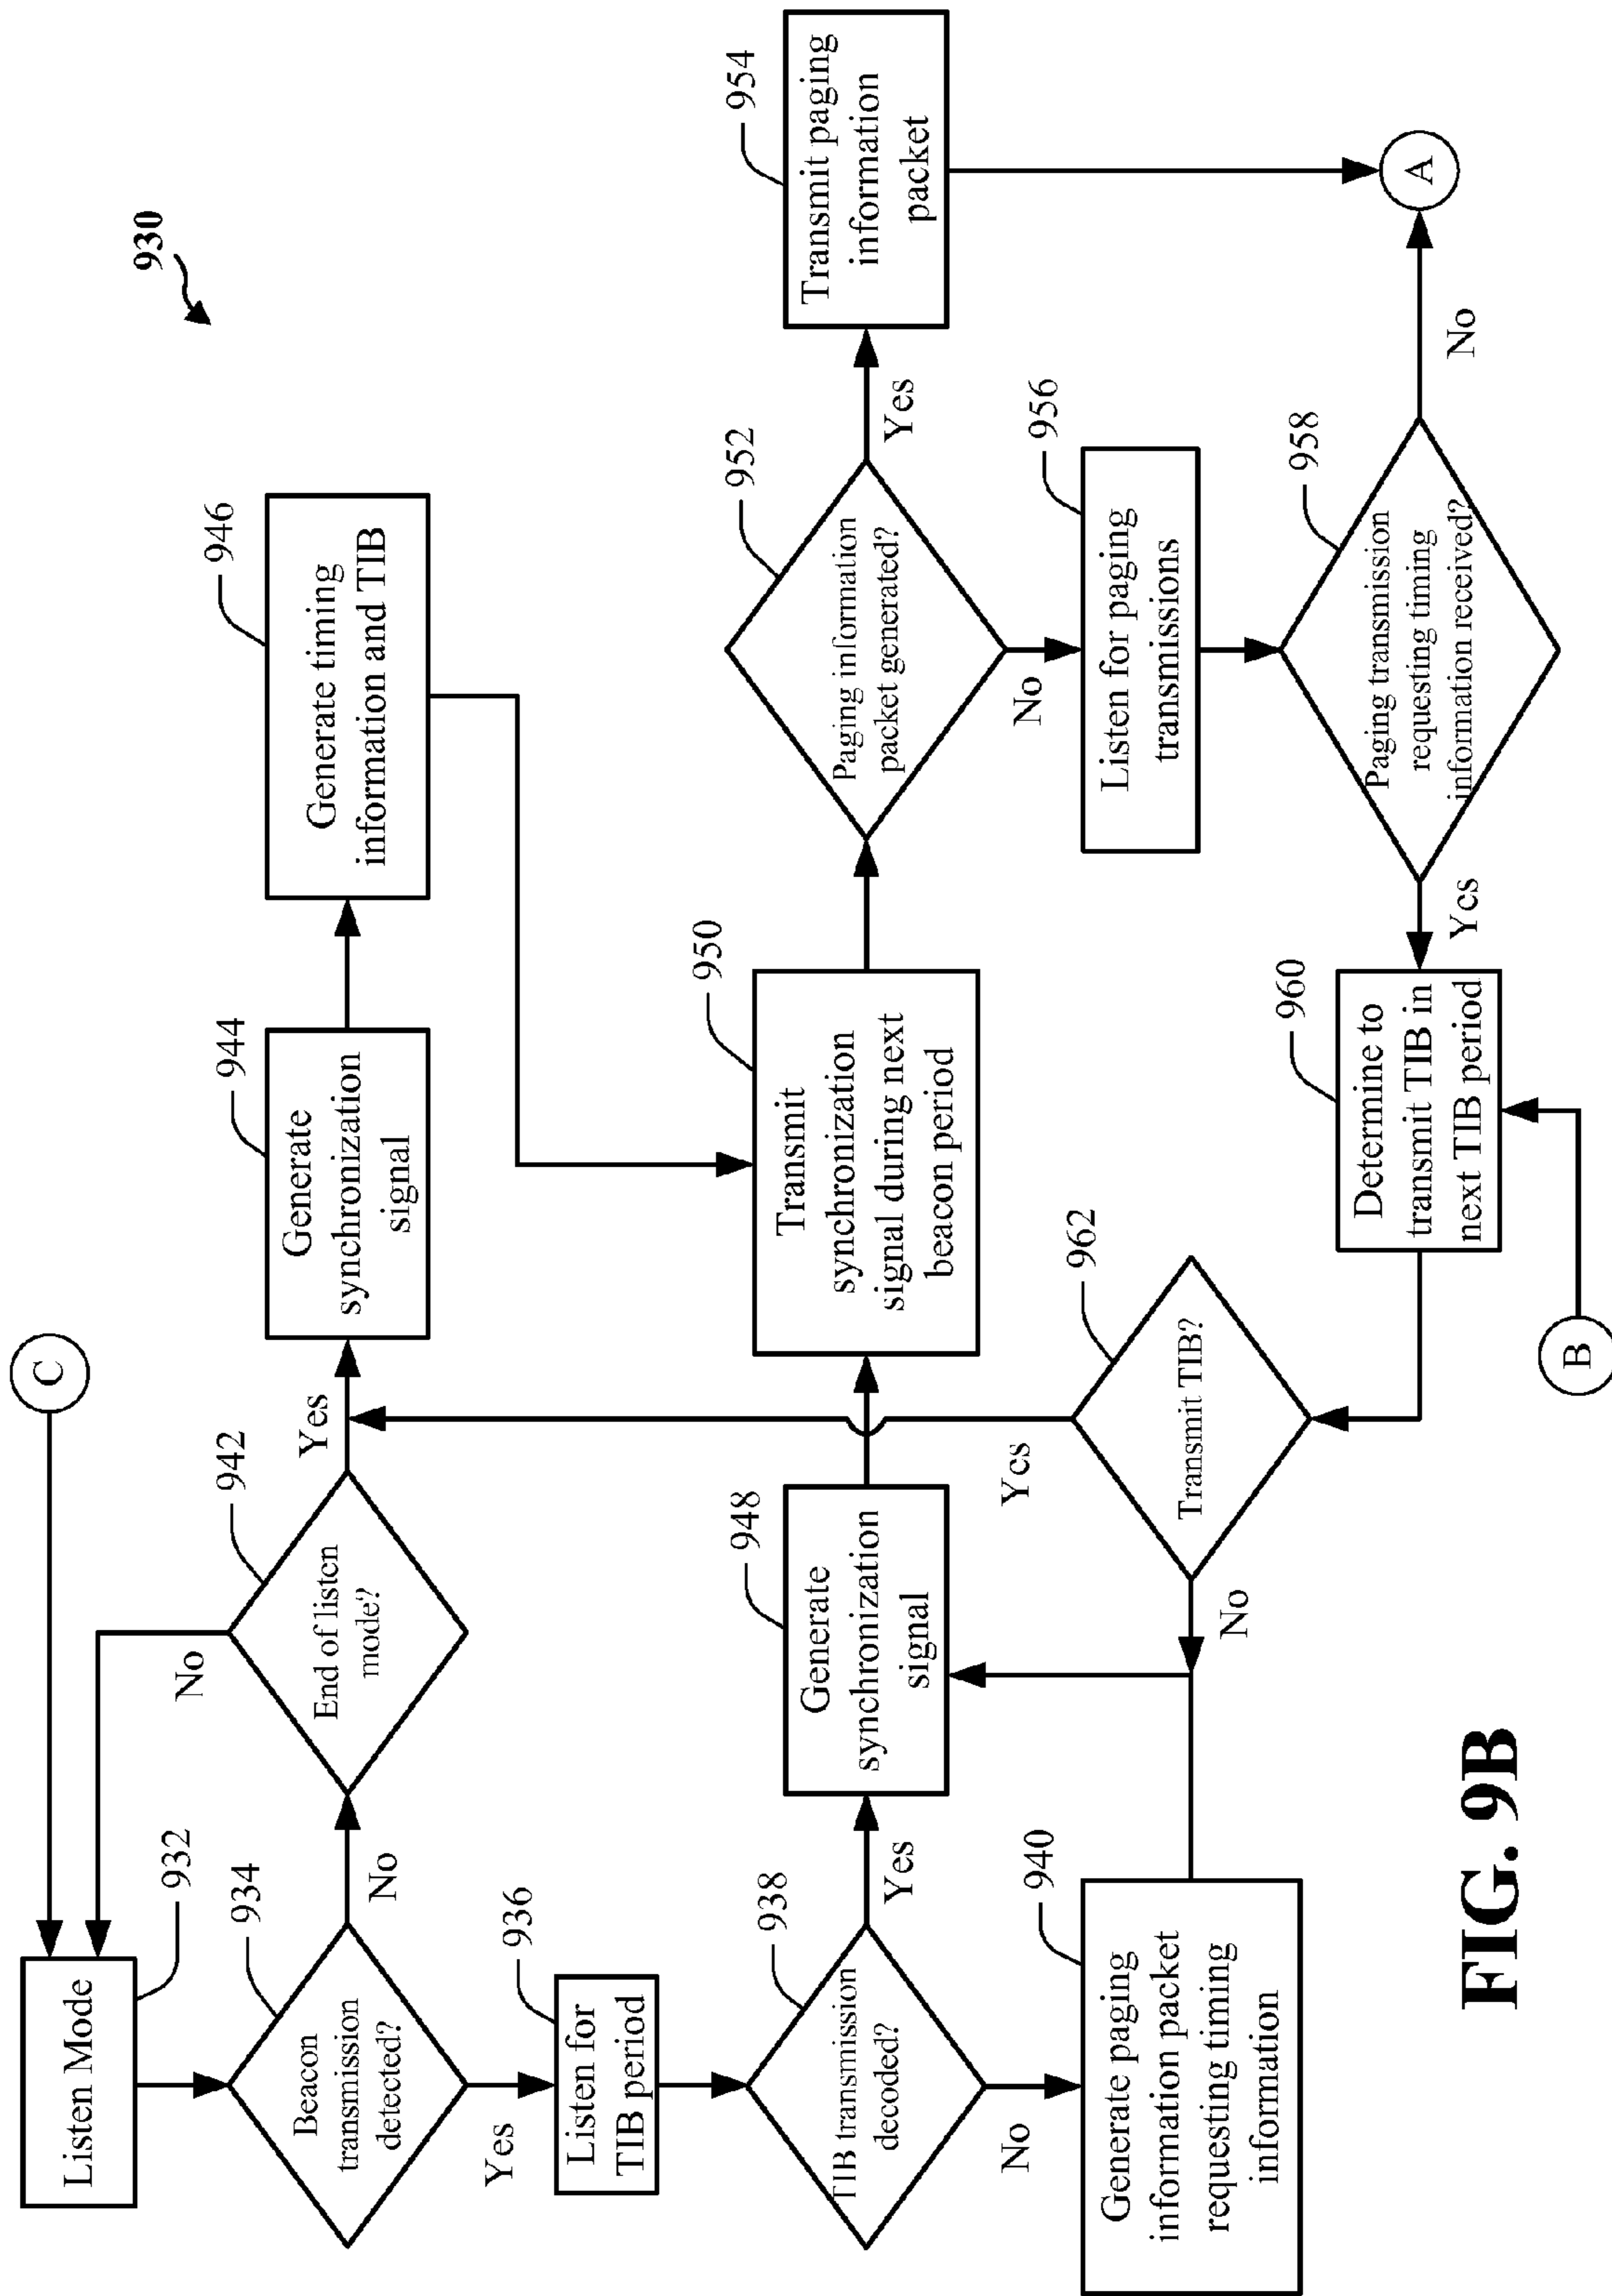 930
C
Listen Mode
932
Beacon
transmission
detected?
934
No
Yes
End of listen
mode?
942
No
Yes
Generate
synchronization
signal
944
Generate timing
information and TIB
946
Listen for
TIB period
936
TIB transmission
decoded?
938
Yes
No
Generate
synchronization
signal
948
Transmit
synchronization
signal during next
beacon period
950
Paging information
packet generated?
952
Yes
No
Transmit paging
information
packet
954
Generate paging
information packet
requesting timing
information
940
Transmit TIB?
962
Yes
No
Listen for paging
transmissions
956
Paging transmission
requesting timing
information received?
958
Yes
No
Determine to
transmit TIB in
next TIB period
960
A
B
FIG. 9B